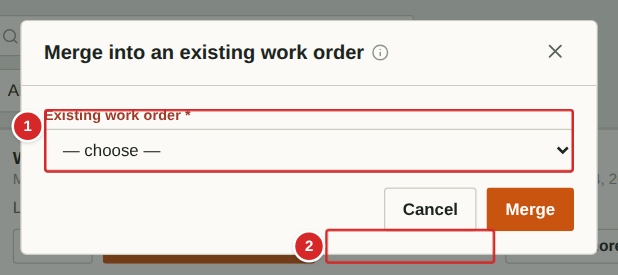 Merge into an existing work order
Existing work order *
1
— choose —
Cancel
Merge
2